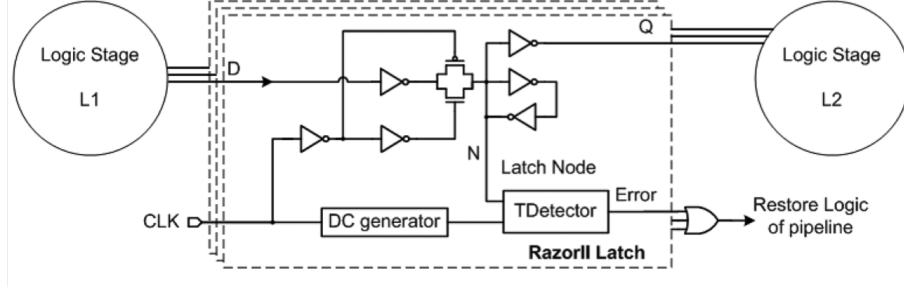 Logic Stage
L1
D
Q
Logic Stage
L2
N
Latch Node
CLK
DC generator
TDetector
Error
Restore Logic
of pipeline
RazorII Latch